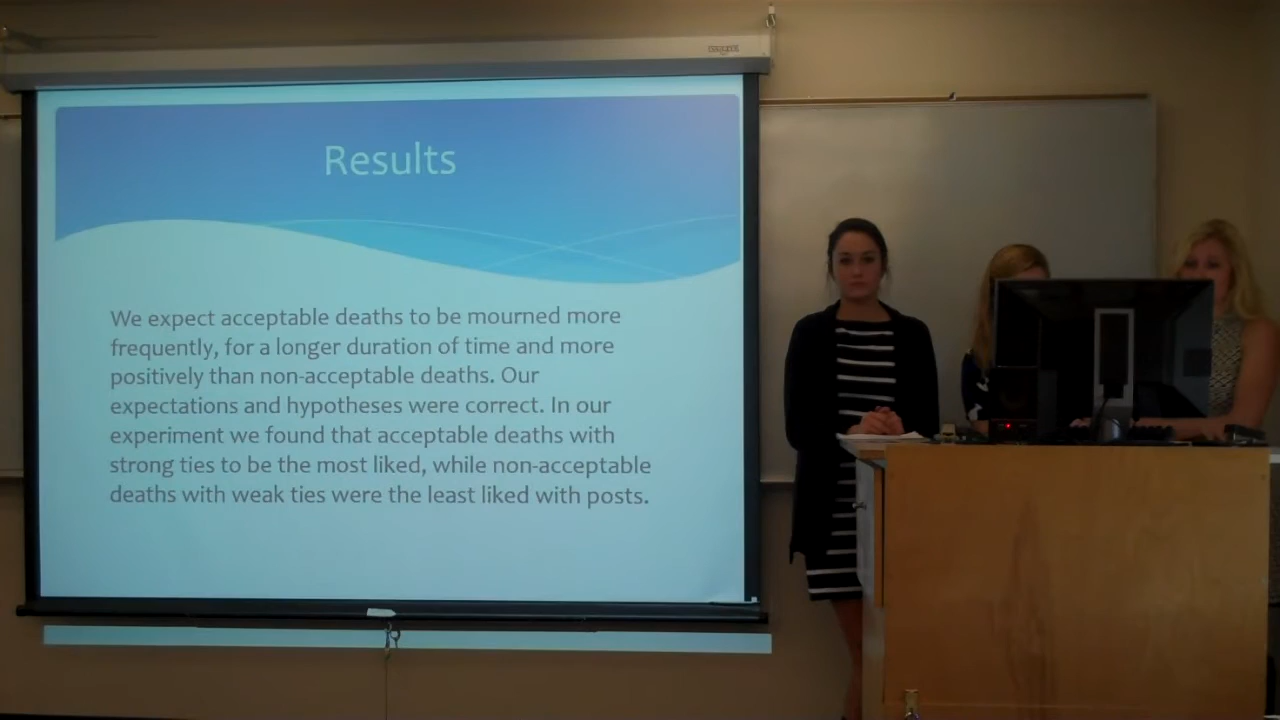 Results
We expect acceptable deaths to be mourned more
frequently, for a longer duration of time and more
positively than non-acceptable deaths. Our
expectations and hypotheses were correct. In our
experiment we found that acceptable deaths with
strong ties to be the most liked, while non-acceptable
deaths with weak ties were the least liked with posts.